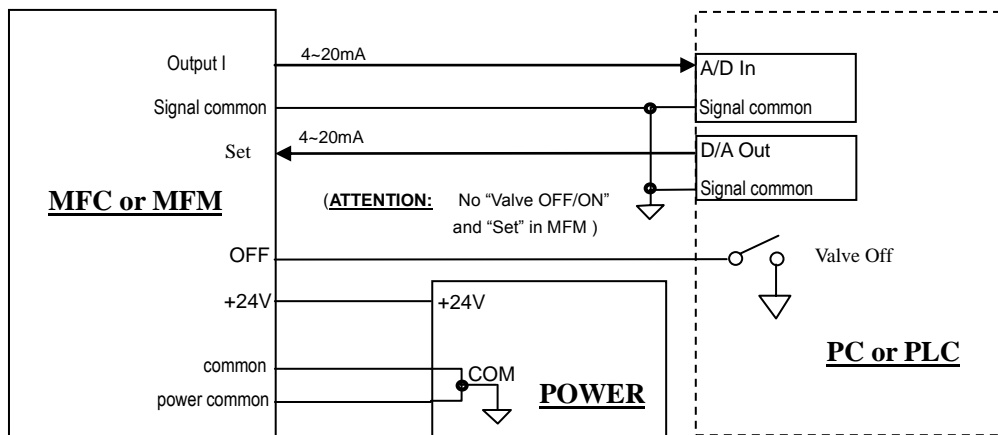 Output I
4~20mA
A/D In
Signal common
Signal common
Set
4~20mA
D/A Out
Signal common
MFC or MFM
(ATTENTION: No “Valve OFF/ON”
and “Set” in MFM )
OFF
Valve Off
+24V
+24V
PC or PLC
common
COM
POWER
power common